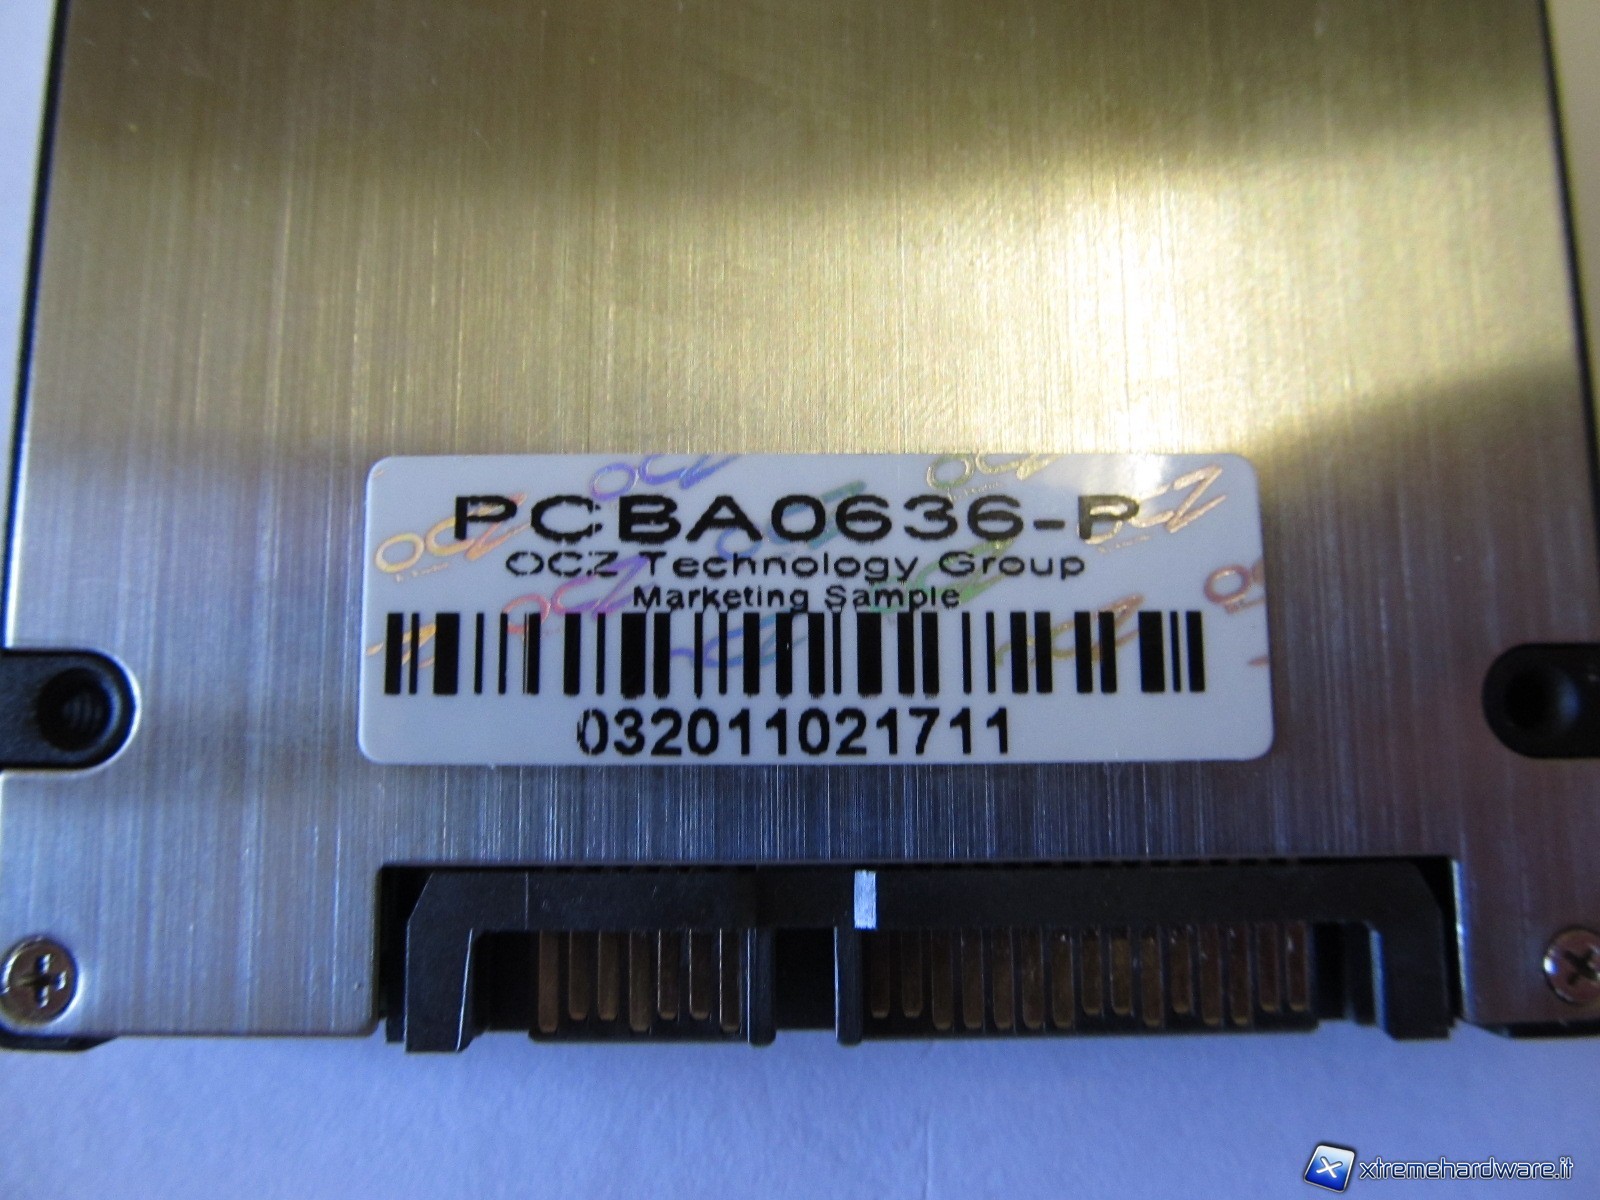 PCBA0636-P
OCZ Technology Group
Marketing Sample
032011021711
xtremehardware.it